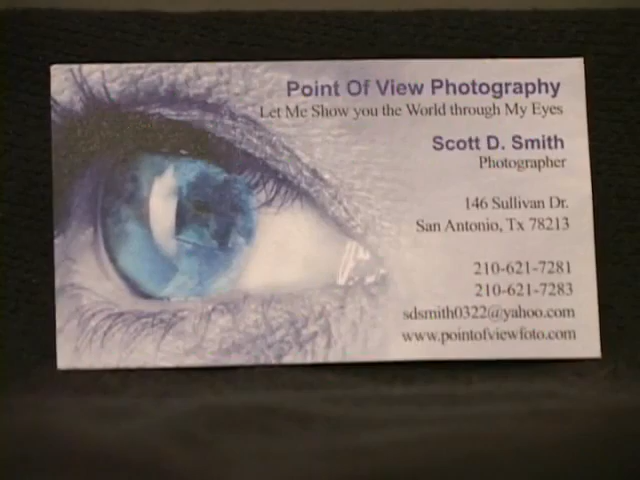 Point Of View Photography
Let Me Show you the World through My Eyes
Scott D. Smith
Photographer
146 Sullivan Dr.
San Antonio, Tx 78213
210-621-7281
210-621-7283
sdsmith0322@yahoo.com
www.pointofviewfoto.com